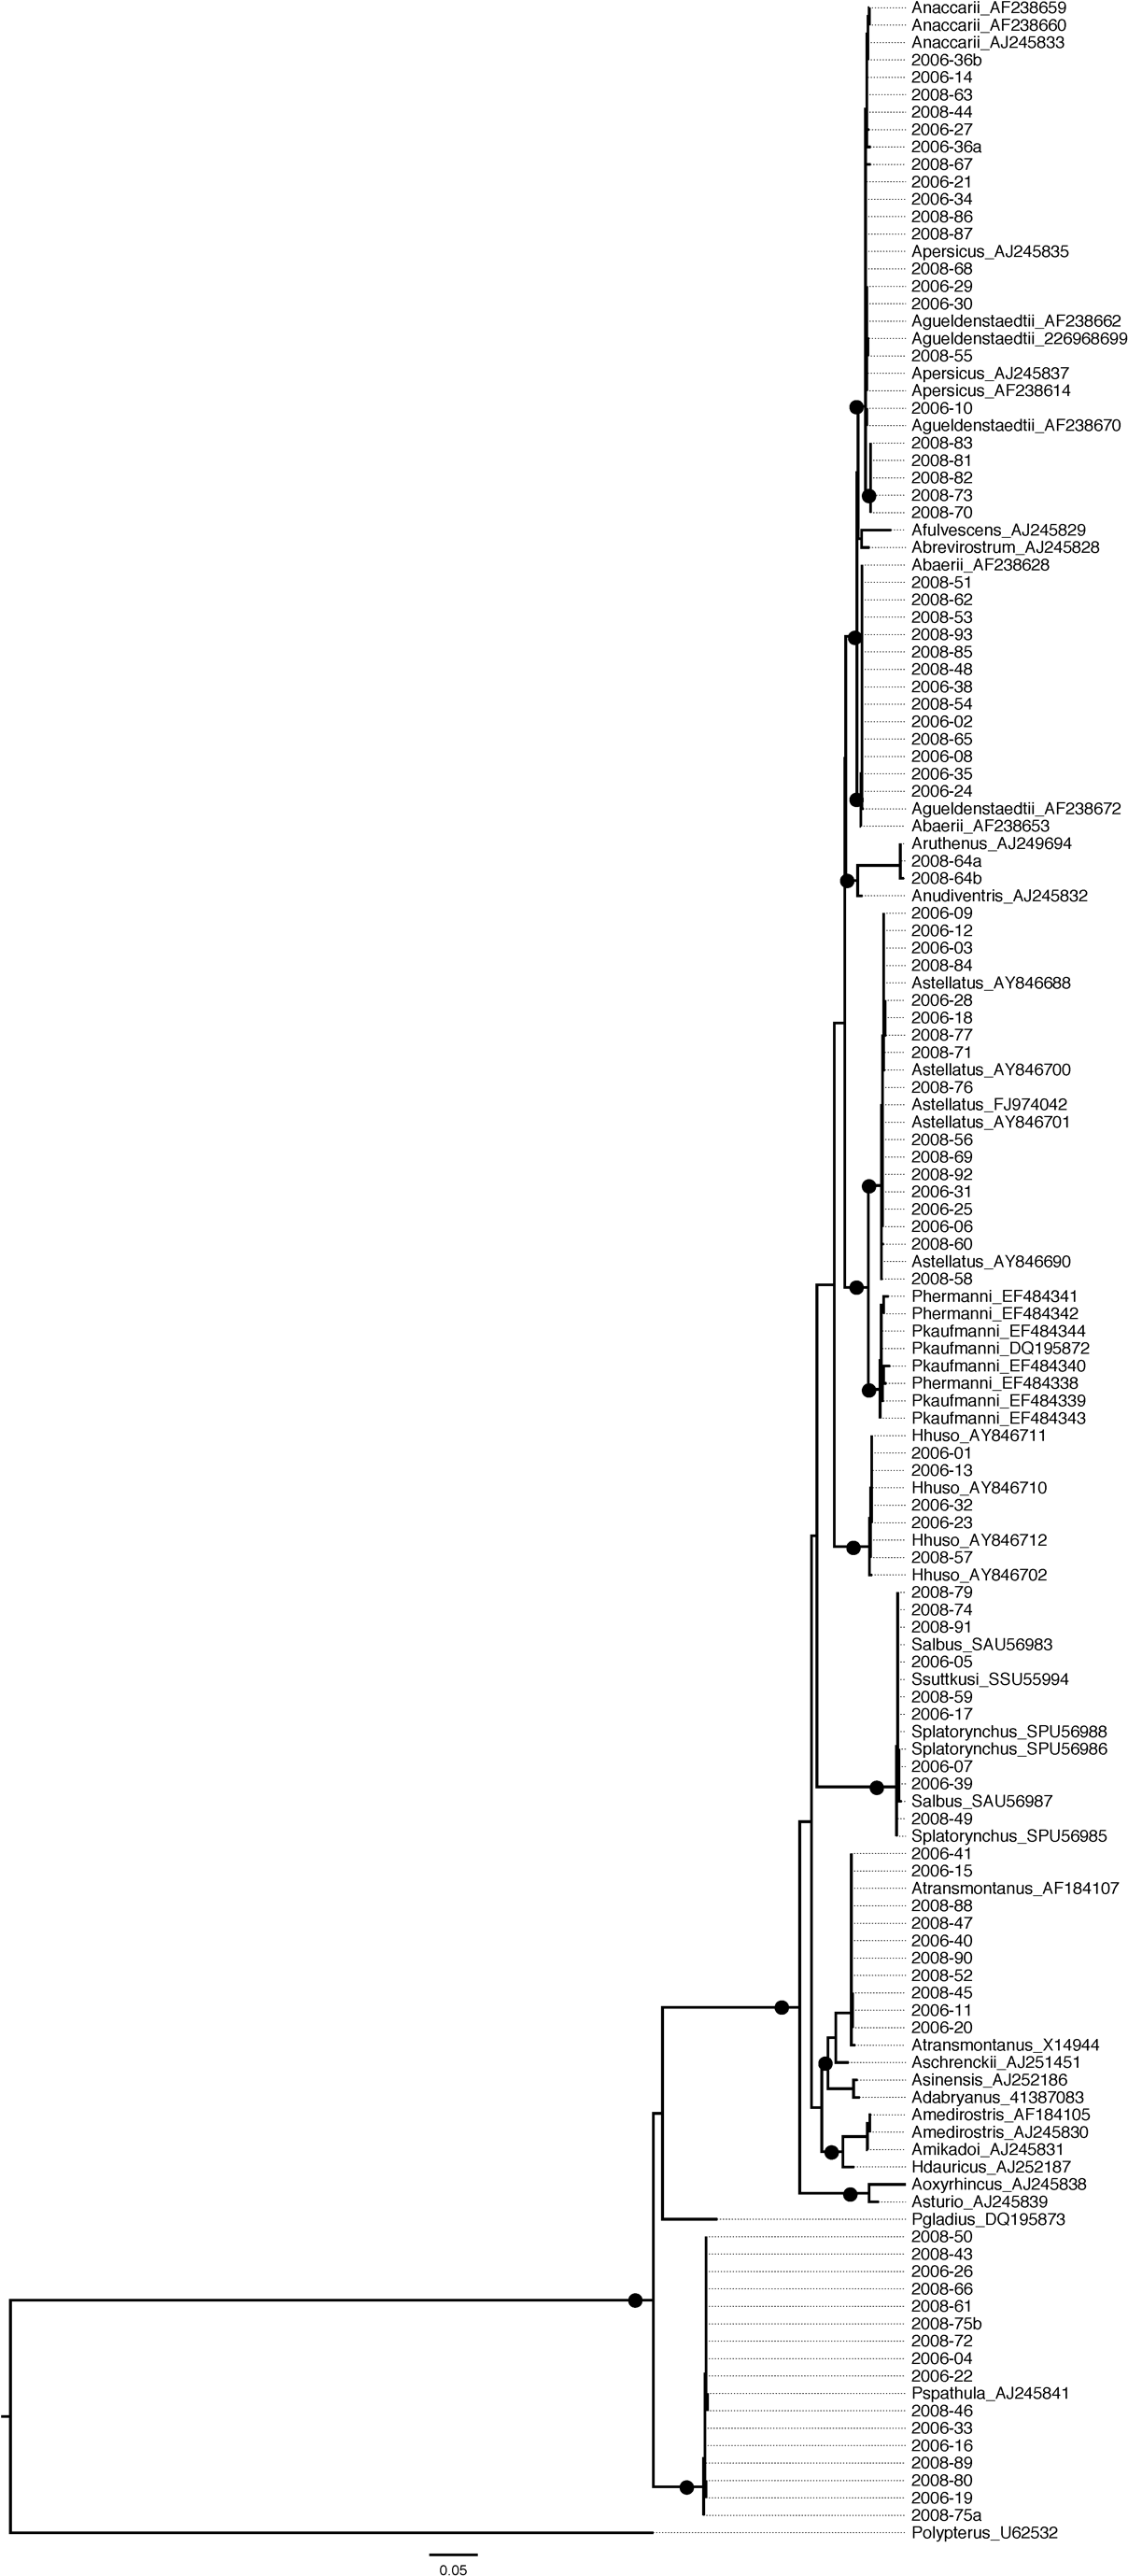 Anaccarii_AF238659
Anaccarii_AF238660
Anaccarii_AJ245833
2006-36b
2006-14
2008-63
2008-44
2006-27
2006-36a
2008-67
2006-21
2006-34
2008-86
2008-87
Apersicus_AJ245835
2008-68
2006-29
2006-30
Agueldenstaedtii_AF238662
Agueldenstaedtii_226968699
2008-55
Apersicus_AJ245837
Apersicus_AF238614
2006-10
Agueldenstaedtii_AF238670
2008-83
2008-81
2008-82
2008-73
2008-70
Afulvescens_AJ245829
Abrevirostrum_AJ245828
Abaerii_AF238628
2008-51
2008-62
2008-53
2008-93
2008-85
2008-48
2006-38
2008-54
2006-02
2008-65
2006-08
2006-35
2006-24
Agueldenstaedtii_AF238672
Abaerii_AF238653
Aruthenus_AJ249694
2008-64a
2008-64b
Anudiventris_AJ245832
2006-09
2006-12
2006-03
2008-84
Astellatus_AY846688
2006-28
2006-18
2008-77
2008-71
Astellatus_AY846700
2008-76
Astellatus_FJ974042
Astellatus_AY846701
2008-56
2008-69
2008-92
2006-31
2006-25
2006-06
2008-60
Astellatus_AY846690
2008-58
Phermanni_EF484341
Phermanni_EF484342
Pkaufmanni_EF484344
Pkaufmanni_DQ195872
Pkaufmanni_EF484340
Phermanni_EF484338
Pkaufmanni_EF484339
Pkaufmanni_EF484343
Hhuso_AY846711
2006-01
2006-13
Hhuso_AY846710
2006-32
2006-23
Hhuso_AY846712
2008-57
Hhuso_AY846702
2008-79
2008-74
2008-91
Salbus_SAU56983
2006-05
Ssuttkusi_SSU55994
2008-59
2006-17
Splatorynchus_SPU56988
Splatorynchus_SPU56986
2006-07
2006-39
Salbus_SAU56987
2008-49
Splatorynchus_SPU56985
2006-41
2006-15
Atransmontanus_AF184107
2008-88
2008-47
2006-40
2008-90
2008-52
2008-45
2006-11
2006-20
Atransmontanus_X14944
Aschrenckii_AJ251451
Asinensis_AJ252186
Adabryanus_41387083
Amedirostris_AF184105
Amedirostris_AJ245830
Amikadoi_AJ245831
Hdauricus_AJ252187
Aoxyrhincus_AJ245838
Asturio_AJ245839
Pgladius_DQ195873
2008-50
2008-43
2006-26
2008-66
2008-61
2008-75b
2008-72
2006-04
2006-22
Pspathula_AJ245841
2008-46
2006-33
2006-16
2008-89
2008-80
2006-19
2008-75a
Polypterus_U62532
0.05